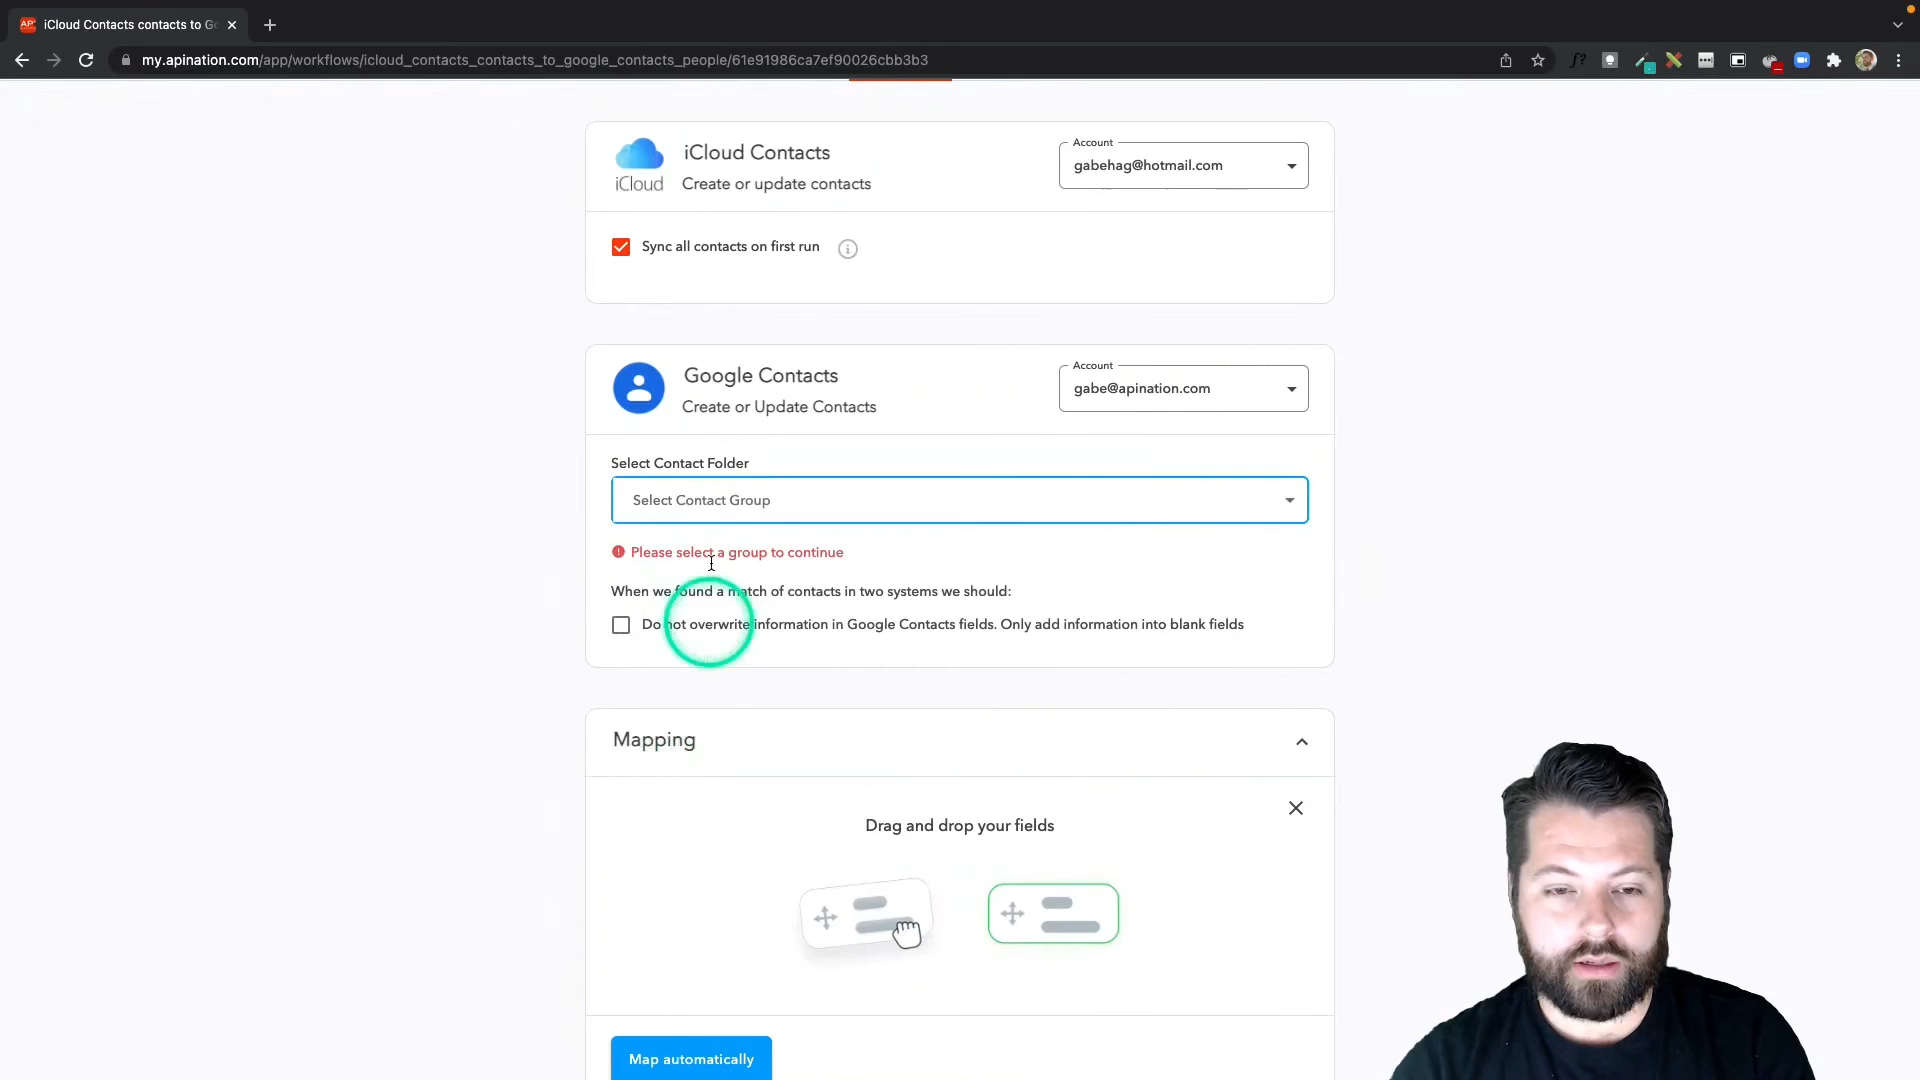 iCloud Contacts contacts to Go
my.apination.com/app/workflows/icloud_contacts_contacts_to_google_contacts_people/61e91986ca7ef90026cbb3b3
iCloud
iCloud Contacts
Create or update contacts
Account
gabehag@hotmail.com
Sync all contacts on first run
Google Contacts
Create or Update Contacts
Account
gabe@apination.com
Select Contact Folder
Select Contact Group
Please select a group to continue
When we found a match of contacts in two systems we should:
Do not overwrite information in Google Contacts fields. Only add information into blank fields
Mapping
Drag and drop your fields
Map automatically